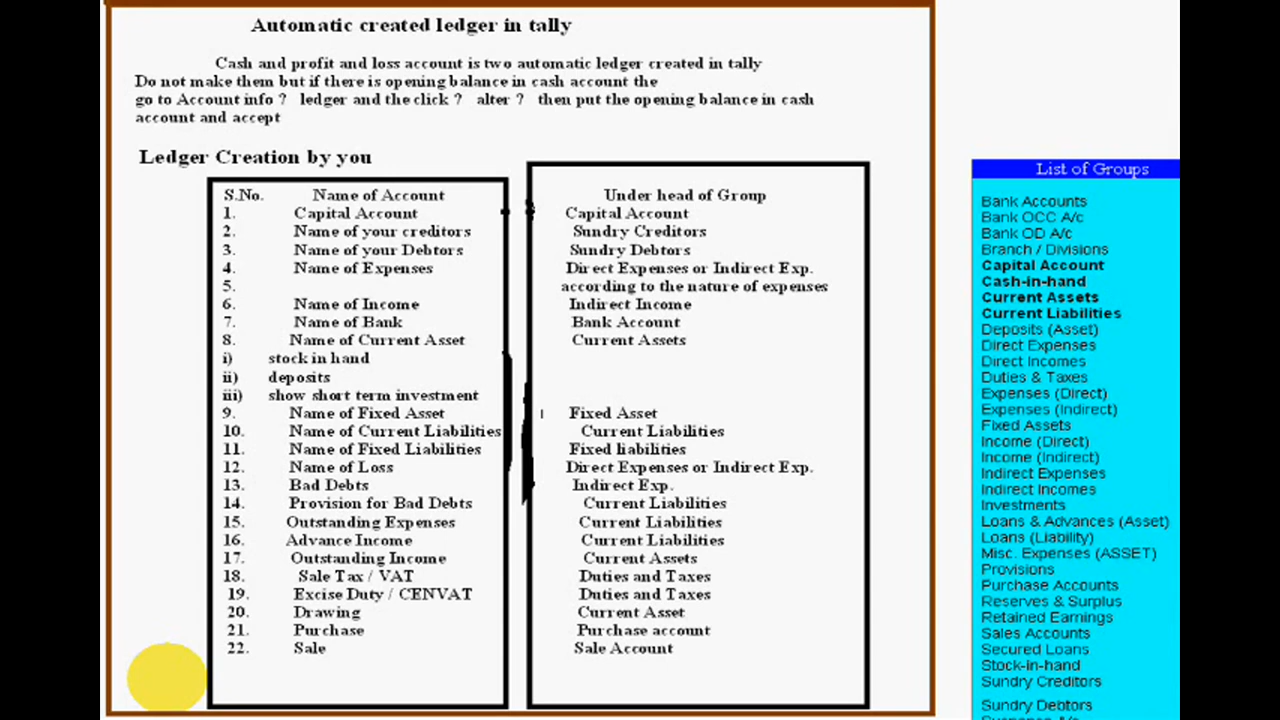 Automatic created ledger in tally
Cash and profit and loss account is two automatic ledger created in tally
Do not make them but if there is opening balance in cash account the
go to Account info ? ledger and the click ? alter ? then put the opening balance in cash
account and accept
Ledger Creation by you
S.No. Name of Account Under head of Group
1. Capital Account Capital Account
2. Name of your creditors Sundry Creditors
3. Name of your Debtors Sundry Debtors
4. Name of Expenses Direct Expenses or Indirect Exp.
5. according to the nature of expenses
6. Name of Income Indirect Income
7. Name of Bank Bank Account
8. Name of Current Asset Current Assets
i) stock in hand
ii) deposits
iii) show short term investment
9. Name of Fixed Asset Fixed Asset
10. Name of Current Liabilities Current Liabilities
11. Name of Fixed Liabilities Fixed liabilities
12. Name of Loss Direct Expenses or Indirect Exp.
13. Bad Debts Indirect Exp.
14. Provision for Bad Debts Current Liabilities
15. Outstanding Expenses Current Liabilities
16. Advance Income Current Liabilities
17. Outstanding Income Current Assets
18. Sale Tax / VAT Duties and Taxes
19. Excise Duty / CENVAT Duties and Taxes
20. Drawing Current Asset
21. Purchase Purchase account
22. Sale Sale Account
List of Groups
Bank Accounts
Bank OCC A/c
Bank OD A/c
Branch / Divisions
Capital Account
Cash-in-hand
Current Assets
Current Liabilities
Deposits (Asset)
Direct Expenses
Direct Incomes
Duties & Taxes
Expenses (Direct)
Expenses (Indirect)
Fixed Assets
Income (Direct)
Income (Indirect)
Indirect Expenses
Indirect Incomes
Investments
Loans & Advances (Asset)
Loans (Liability)
Misc. Expenses (ASSET)
Provisions
Purchase Accounts
Reserves & Surplus
Retained Earnings
Sales Accounts
Secured Loans
Stock-in-hand
Sundry Creditors
Sundry Debtors